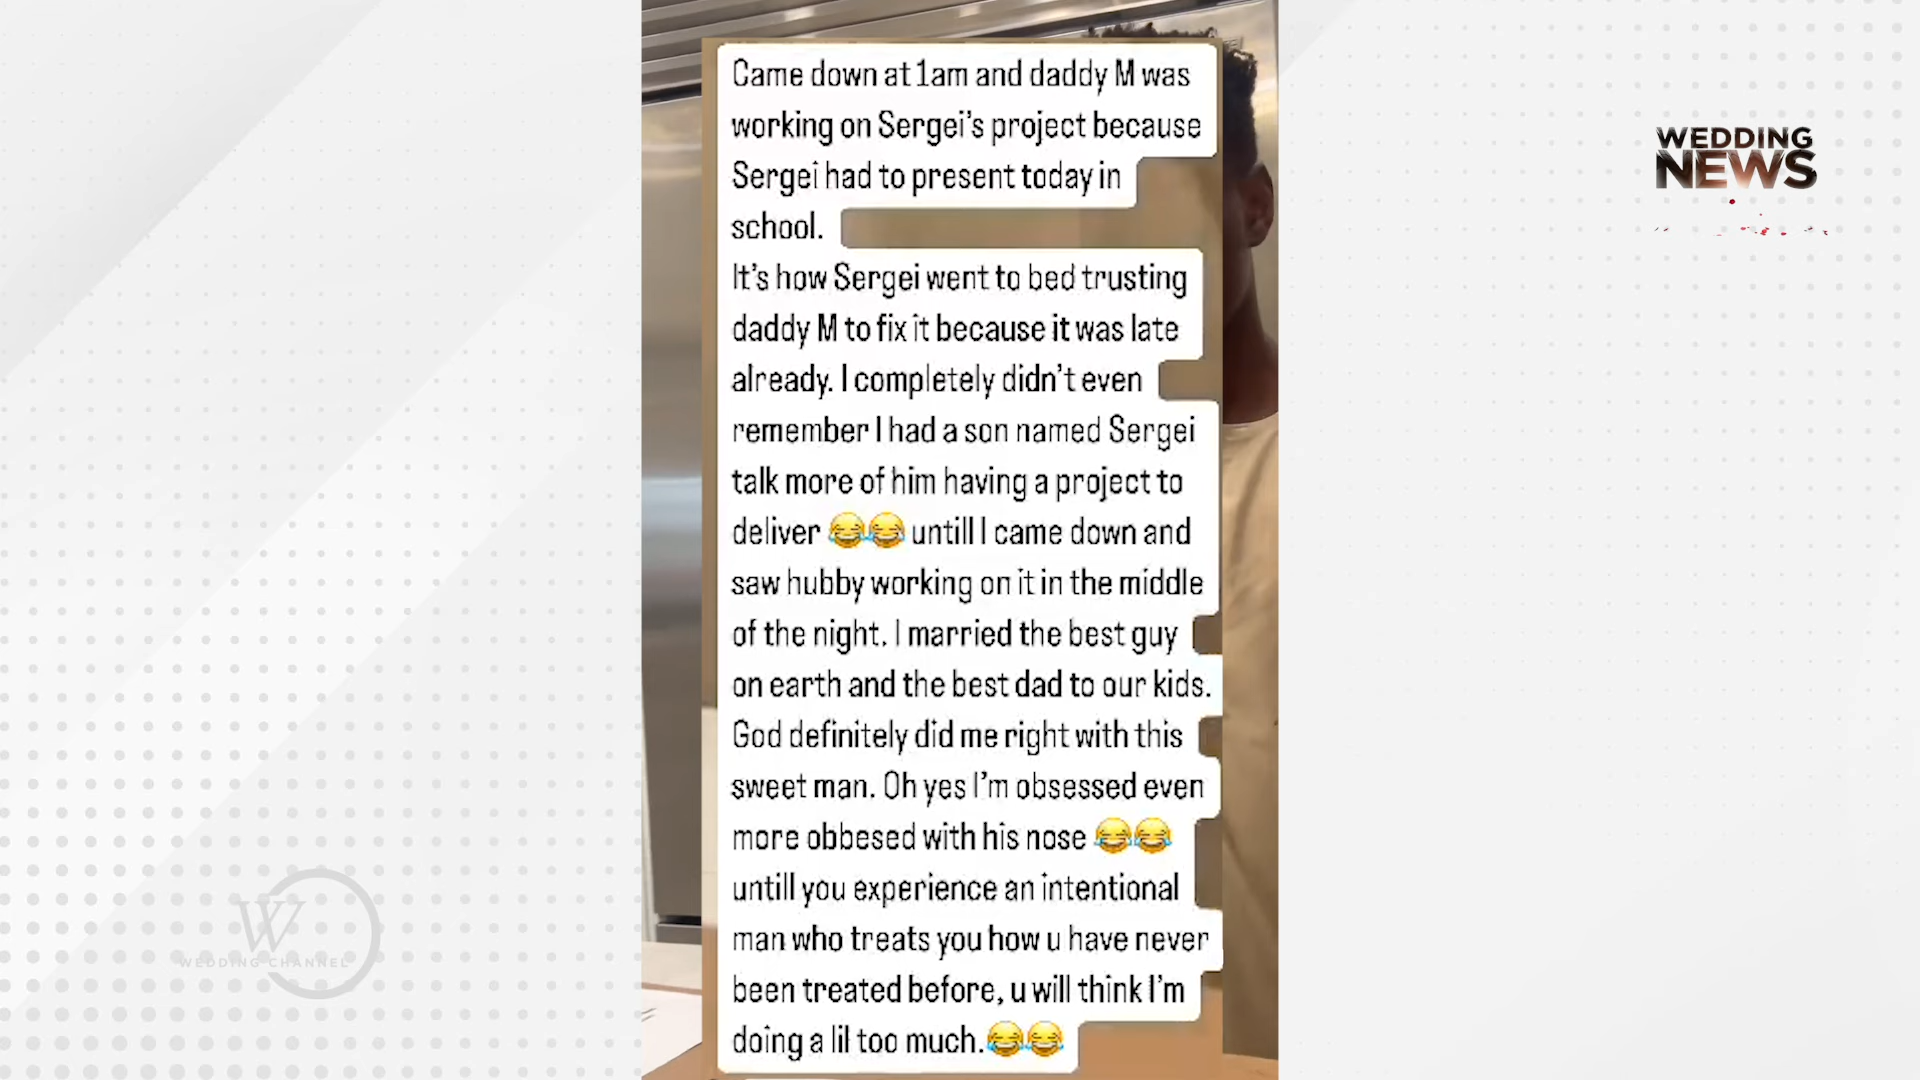 Came down at 1am and daddy M was
working on Sergei's project because
Sergei had to present today in
school.
It's how Sergei went to bed trusting
daddy M to fix it because it was late
already. I completely didn't even
remember I had a son named Sergei
talk more of him having a project to
deliver 😂😂 untill I came down and
saw hubby working on it in the middle
of the night. I married the best guy
on earth and the best dad to our kids.
God definitely did me right with this
sweet man. Oh yes I'm obsessed even
more obbesed with his nose 😂😂
untill you experience an intentional
man who treats you how u have never
been treated before, u will think I'm
doing a lil too much.😂😂
WEDDING
NEWS
W
WEDDING CHANNEL